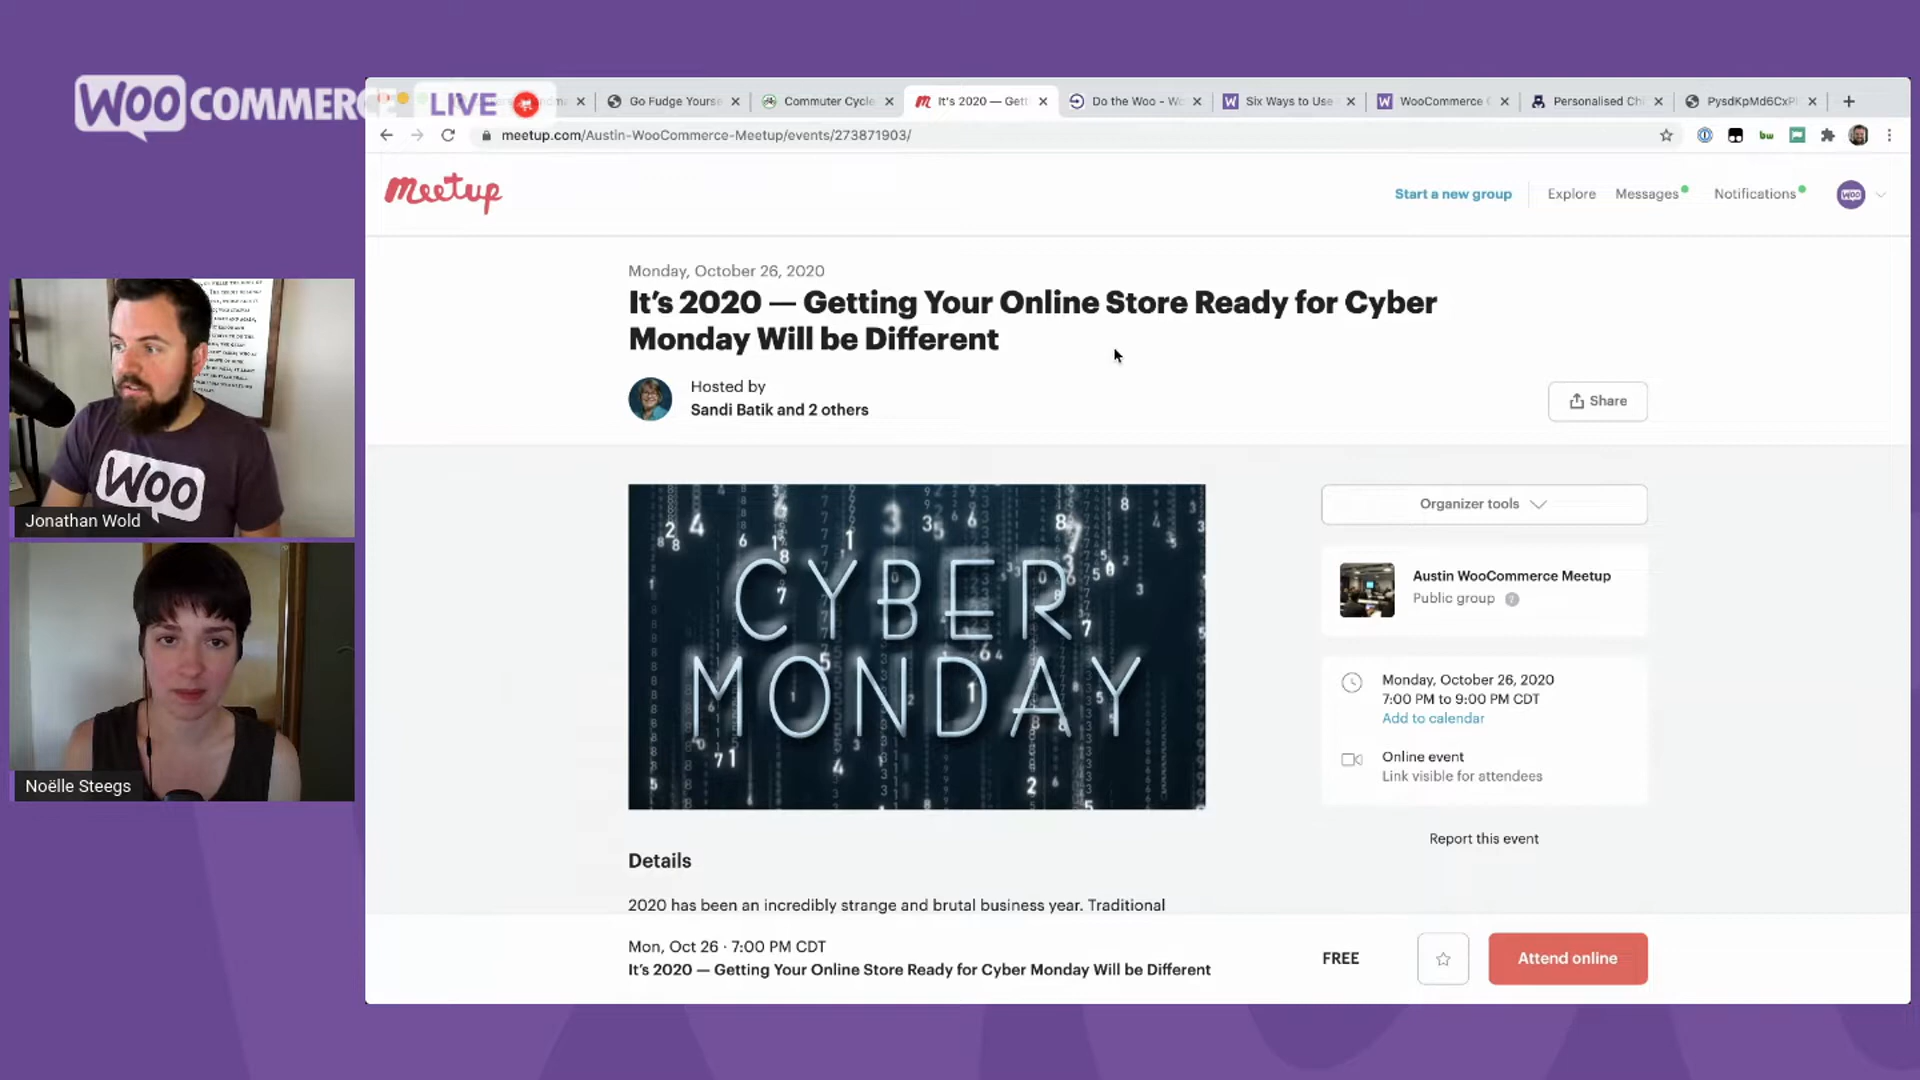 WOO COMMERCE
LIVE
Go Fudge Yourse
Commuter Cycle
It's 2020 — Gett
Do the Woo - Wo
Six Ways to Use
WooCommerce
Personalised Ch
PysdKpMd6CxP
meetup.com/Austin-WooCommerce-Meetup/events/273871903/
bw
meetup
Start a new group
Explore
Messages
Notifications
WOO
Monday, October 26, 2020
It's 2020 — Getting Your Online Store Ready for Cyber
Monday Will be Different
Hosted by
Sandi Batik and 2 others
Share
WOO
Jonathan Wold
Noëlle Steegs
CYBER
MONDAY
Organizer tools
Austin WooCommerce Meetup
Public group ?
Monday, October 26, 2020
7:00 PM to 9:00 PM CDT
Add to calendar
Online event
Link visible for attendees
Report this event
Details
2020 has been an incredibly strange and brutal business year. Traditional
Mon, Oct 26 · 7:00 PM CDT
It's 2020 — Getting Your Online Store Ready for Cyber Monday Will be Different
FREE
Attend online